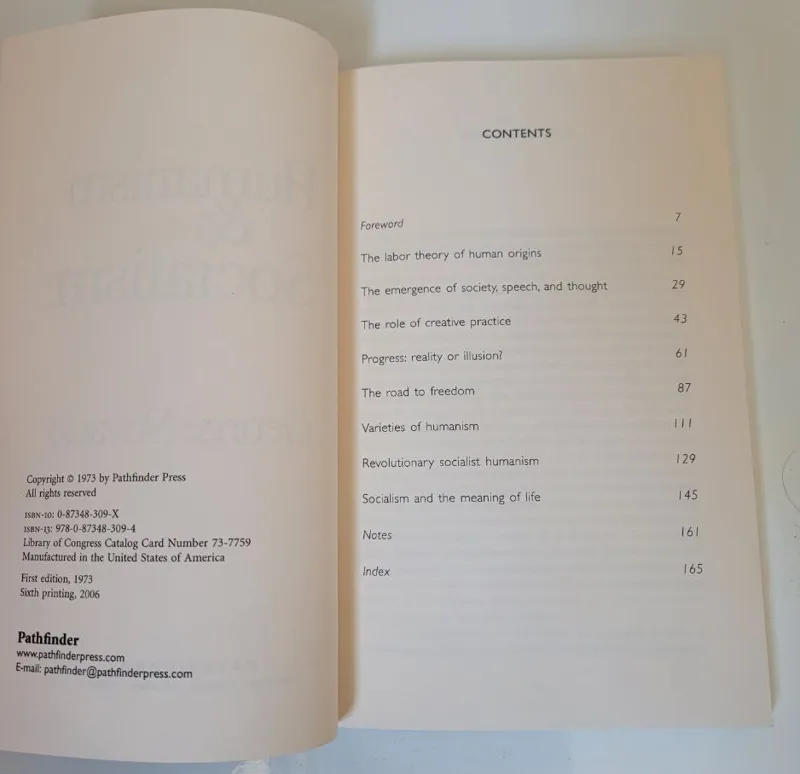 Copyright © 1973 by Pathfinder Press
All rights reserved
ISBN-10: 0-87348-309-X
ISBN-13: 978-0-87348-309-4
Library of Congress Catalog Card Number 73-7759
Manufactured in the United States of America
First edition, 1973
Sixth printing, 2006
Pathfinder
www.pathfinderpress.com
E-mail: pathfinder@pathfinderpress.com
CONTENTS
Foreword 7
The labor theory of human origins 15
The emergence of society, speech, and thought 29
The role of creative practice 43
Progress: reality or illusion? 61
The road to freedom 87
Varieties of humanism 111
Revolutionary socialist humanism 129
Socialism and the meaning of life 145
Notes 161
Index 165